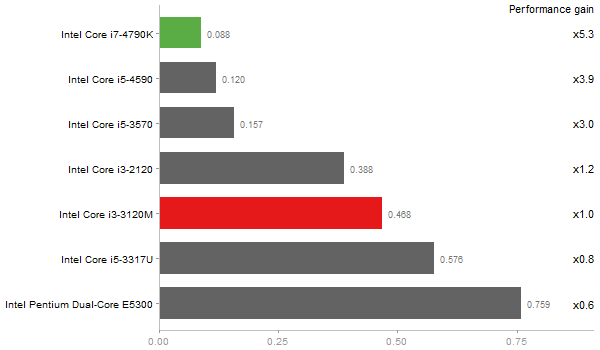 Performance gain
Intel Core i7-4790K 0.088 x5.3
Intel Core i5-4590 0.120 x3.9
Intel Core i5-3570 0.157 x3.0
Intel Core i3-2120 0.388 x1.2
Intel Core i3-3120M 0.468 x1.0
Intel Core i5-3317U 0.576 x0.8
Intel Pentium Dual-Core E5300 0.759 x0.6
0.00 0.25 0.50 0.75